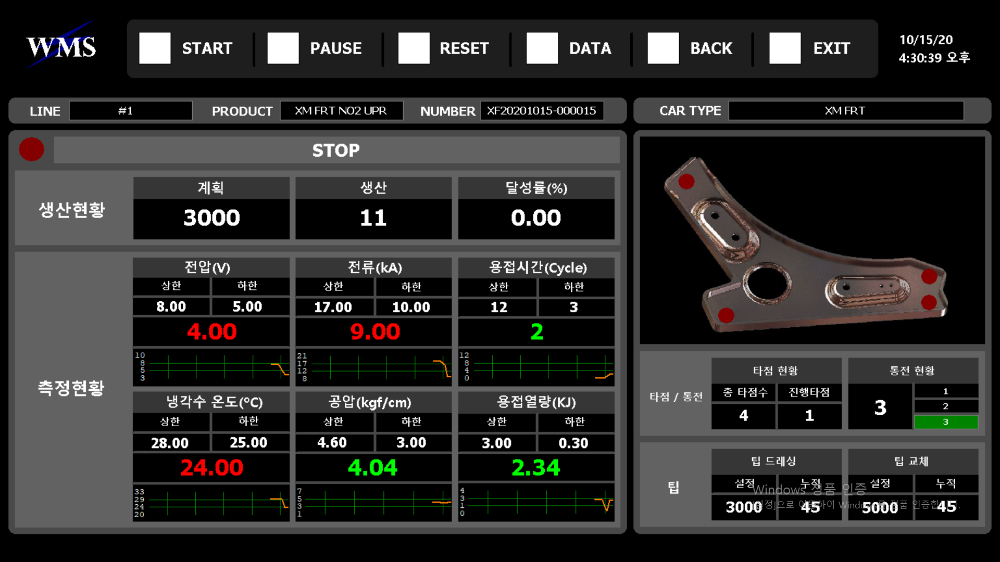 WMS
START PAUSE RESET DATA BACK EXIT
10/15/20
4:30:39 오후
LINE #1 PRODUCT XM FRT NO2 UPR NUMBER XF20201015-000015
CAR TYPE XM FRT
STOP
생산현황
계획 생산 달성률(%)
3000 11 0.00
측정현황
전압(V) 전류(kA) 용접시간(Cycle)
상한 하한 상한 하한 상한 하한
8.00 5.00 17.00 10.00 12 3
4.00 9.00 2
10 8 5 3
21 17 12 8
12 8 4 0
냉각수 온도(°C) 공압(kgf/cm) 용접열량(KJ)
상한 하한 상한 하한 상한 하한
28.00 25.00 4.60 3.00 3.00 0.30
24.00 4.04 2.34
33 29 24 20
7 5 3 1
4 3 1 0
타점 / 통전
타점 현황 통전 현황
총 타점수 진행타점
4 1 3
1
2
3
팁
팁 드레싱 팁 교체
설정 누적 설정 누적
3000 45 5000 45
Windows 정품 인증
[설정]으로 이동하여 Windows를 정품 인증합니다.